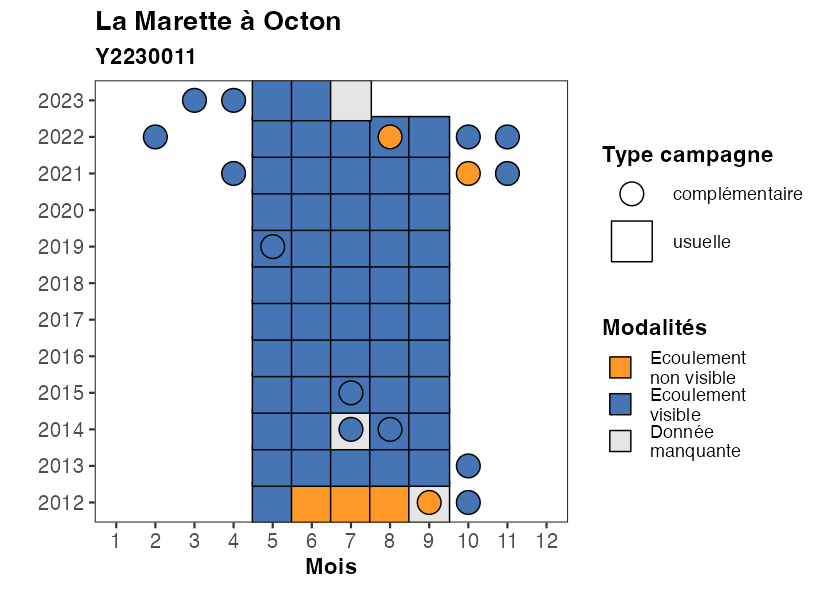 La Marette à Octon
Y2230011
2023
2022
2021
2020
2019
2018
2017
2016
2015
2014
2013
2012
1 2 3 4 5 6 7 8 9 10 11 12
Mois
Type campagne
complémentaire
usuelle
Modalités
Ecoulement
non visible
Ecoulement
visible
Donnée
manquante